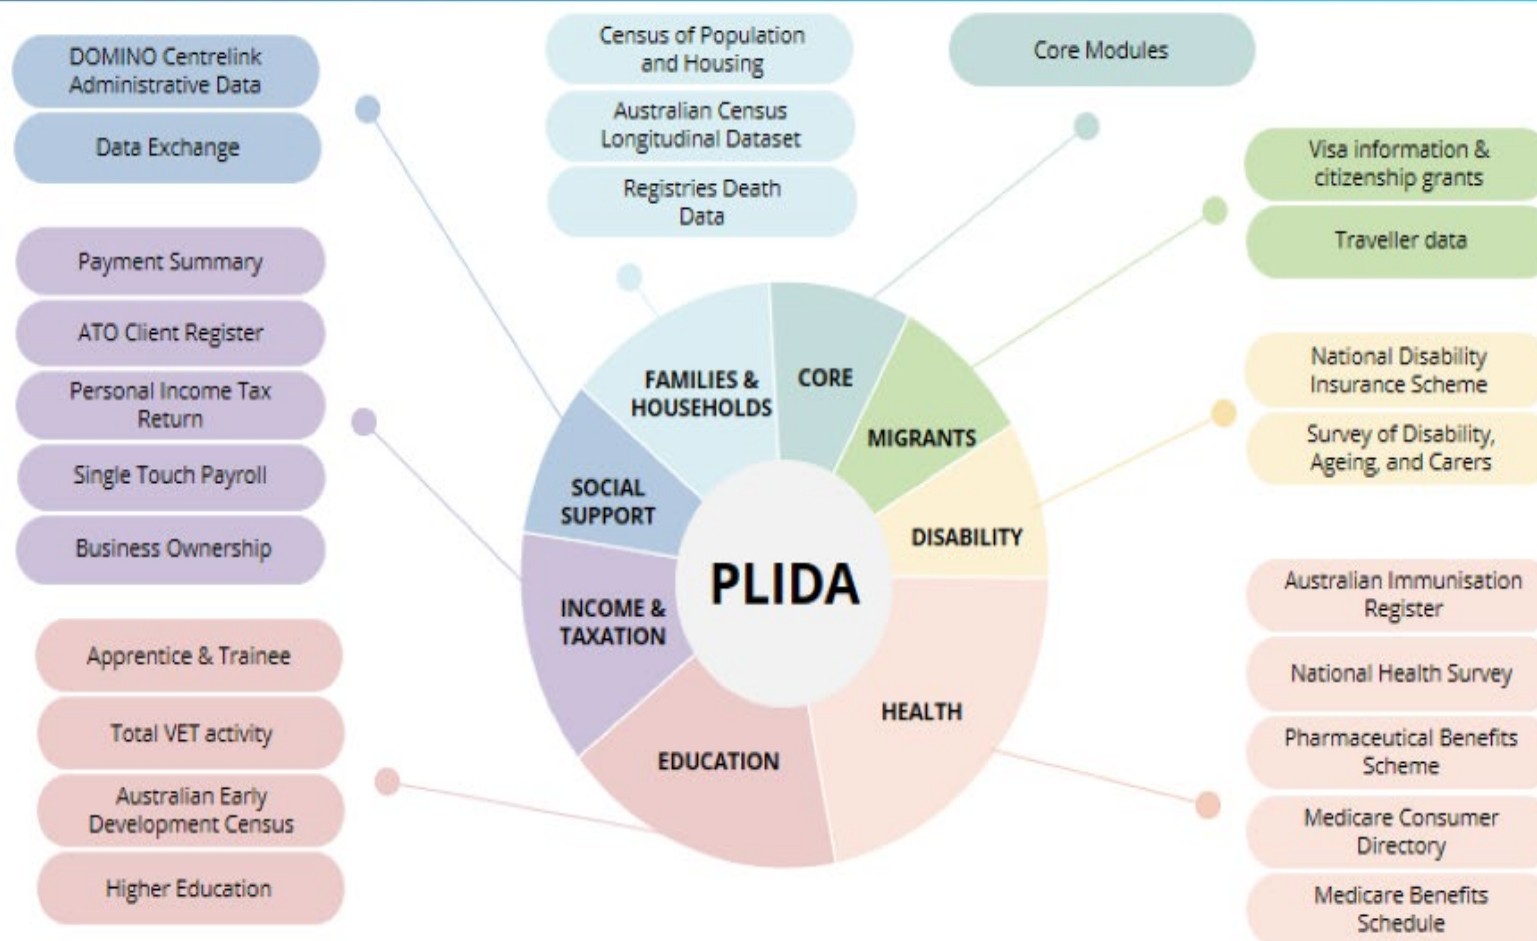 DOMINO Centrelink
Administrative Data
Data Exchange
Census of Population
and Housing
Australian Census
Longitudinal Dataset
Registries Death
Data
Core Modules
Visa information &
citizenship grants
Traveller data
Payment Summary
ATO Client Register
Personal Income Tax
Return
Single Touch Payroll
Business Ownership
National Disability
Insurance Scheme
Survey of Disability,
Ageing, and Carers
Apprentice & Trainee
Total VET activity
Australian Early
Development Census
Higher Education
Australian Immunisation
Register
National Health Survey
Pharmaceutical Benefits
Scheme
Medicare Consumer
Directory
Medicare Benefits
Schedule
FAMILIES &
HOUSEHOLDS
CORE
MIGRANTS
SOCIAL
SUPPORT
DISABILITY
PLIDA
INCOME &
TAXATION
HEALTH
EDUCATION